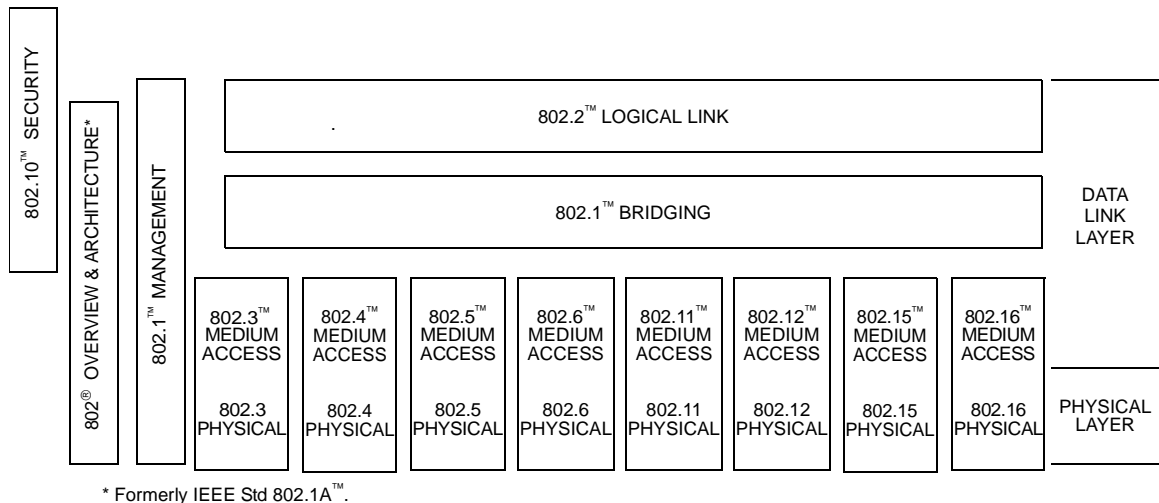 802.10™ SECURITY
802® OVERVIEW & ARCHITECTURE*
802.1™ MANAGEMENT
802.2™ LOGICAL LINK
802.1™ BRIDGING
DATA
LINK
LAYER
802.3™
MEDIUM
ACCESS
802.3
PHYSICAL
802.4™
MEDIUM
ACCESS
802.4
PHYSICAL
802.5™
MEDIUM
ACCESS
802.5
PHYSICAL
802.6™
MEDIUM
ACCESS
802.6
PHYSICAL
802.11™
MEDIUM
ACCESS
802.11
PHYSICAL
802.12™
MEDIUM
ACCESS
802.12
PHYSICAL
802.15™
MEDIUM
ACCESS
802.15
PHYSICAL
802.16™
MEDIUM
ACCESS
802.16
PHYSICAL
PHYSICAL
LAYER
* Formerly IEEE Std 802.1A™.